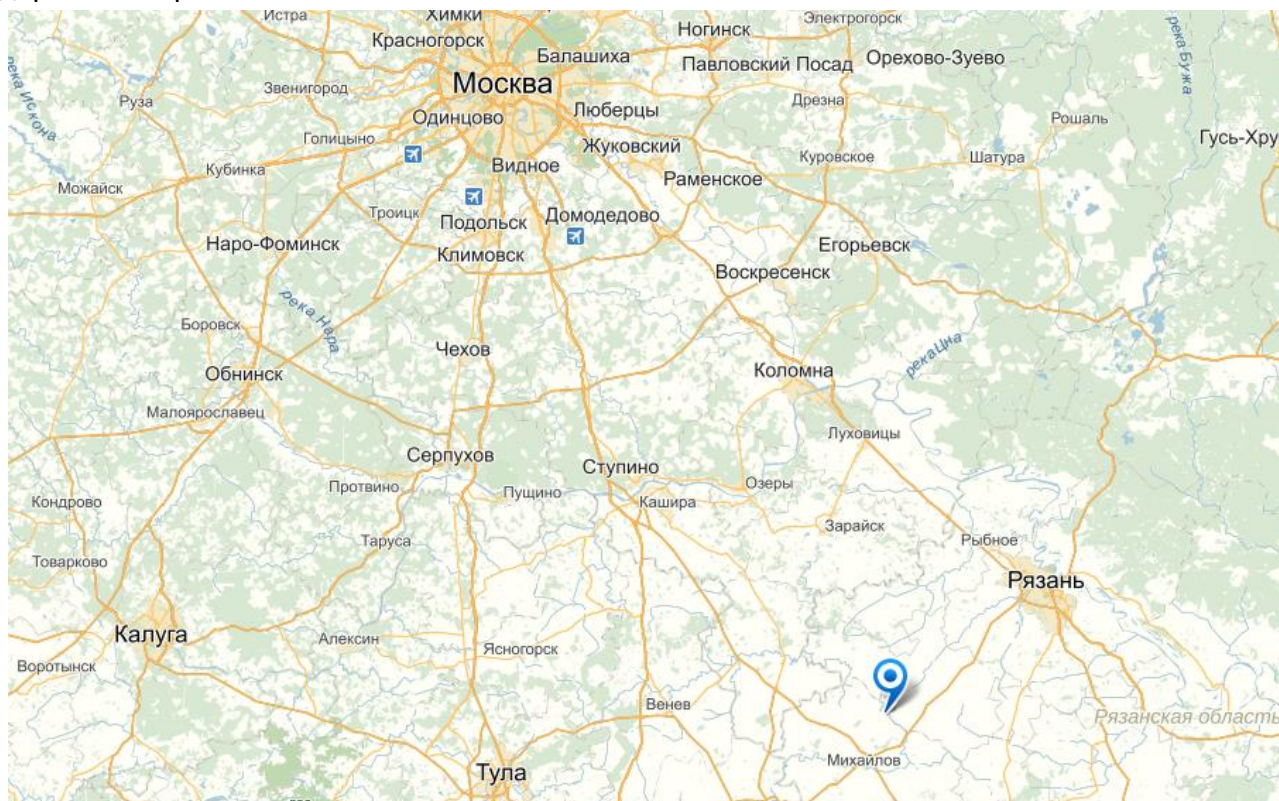 Истра
Химки
Электрогорск
Ногинск
Красногорск
Балашиха
Орехово-Зуево
река Бужа
Павловский Посад
река Искона
Москва
Звенигород
Руза
Дрезна
Люберцы
Одинцово
Рошаль
Голицыно
Гусь-Хру
Жуковский
Куровское
Шатура
Видное
Кубинка
Раменское
Можайск
Троицк
Домодедово
Подольск
Наро-Фоминск
Егорьевск
Климовск
Воскресенск
река Нара
Боровск
Чехов
река Цна
Коломна
Обнинск
Малоярославец
Луховицы
Серпухов
Ступино
Протвино
Озеры
Пущино
Кондрово
Кашира
Зарайск
Таруса
Рыбное
Товарково
Рязань
Калуга
Алексин
Ясногорск
Воротынск
Венев
Рязанская область
Михайлов
Тула